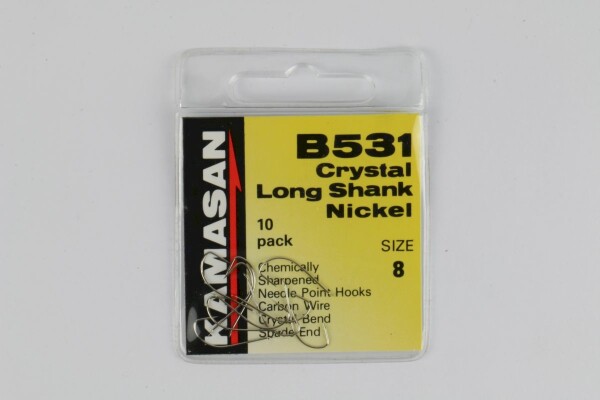 KAMASAN
B531
Crystal
Long Shank
Nickel
10
pack
SIZE
8
Chemically
Sharpened
Needle Point Hooks
Carbon Wire
Crystal Bend
Spade End